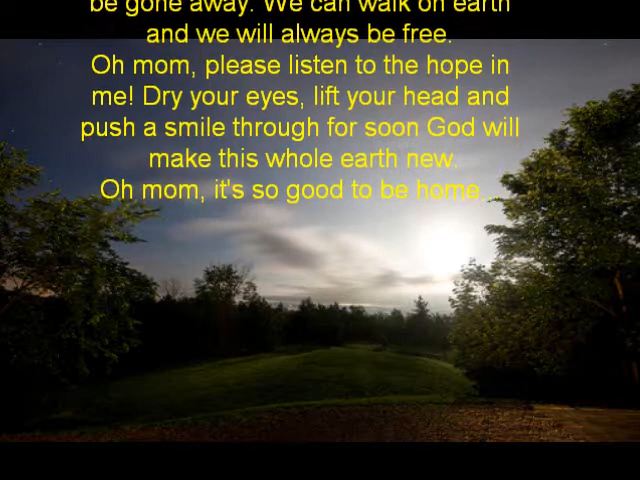 be gone away. We can walk on earth
and we will always be free.
Oh mom, please listen to the hope in
me! Dry your eyes, lift your head and
push a smile through for soon God will
make this whole earth new.
Oh mom, it's so good to be home...